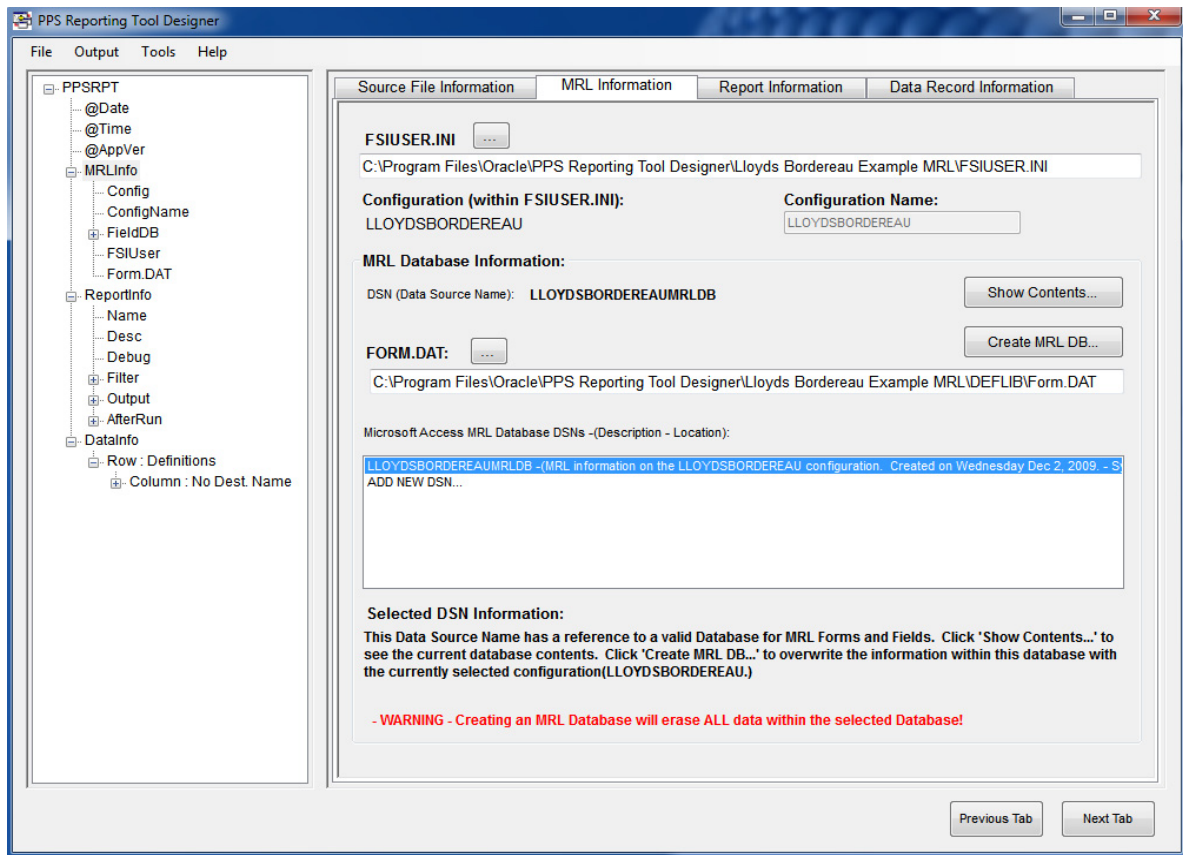 PPS Reporting Tool Designer
File Output Tools Help
PPSRPT
@Date
@Time
@AppVer
MRLInfo
Config
ConfigName
FieldDB
FSIUser
Form.DAT
ReportInfo
Name
Desc
Debug
Filter
Output
AfterRun
DataInfo
Row : Definitions
Column : No Dest. Name
Source File Information MRL Information Report Information Data Record Information
FSIUSER.INI ...
C:\Program Files\Oracle\PPS Reporting Tool Designer\Lloyds Bordereau Example MRL\FSIUSER.INI
Configuration (within FSIUSER.INI): Configuration Name:
LLOYDSBORDEREAU LLOYDSBORDEREAU
MRL Database Information:
DSN (Data Source Name): LLOYDSBORDEREAUMRLDB Show Contents...
Create MRL DB...
FORM.DAT: ...
C:\Program Files\Oracle\PPS Reporting Tool Designer\Lloyds Bordereau Example MRL\DEFLIB\Form.DAT
Microsoft Access MRL Database DSNs -(Description - Location):
LLOYDSBORDEREAUMRLDB -(MRL information on the LLOYDSBORDEREAU configuration. Created on Wednesday Dec 2, 2009. -
ADD NEW DSN...
Selected DSN Information:
This Data Source Name has a reference to a valid Database for MRL Forms and Fields. Click 'Show Contents...' to
see the current database contents. Click 'Create MRL DB...' to overwrite the information within this database with
the currently selected configuration(LLOYDSBORDEREAU.)
- WARNING - Creating an MRL Database will erase ALL data within the selected Database!
Previous Tab Next Tab